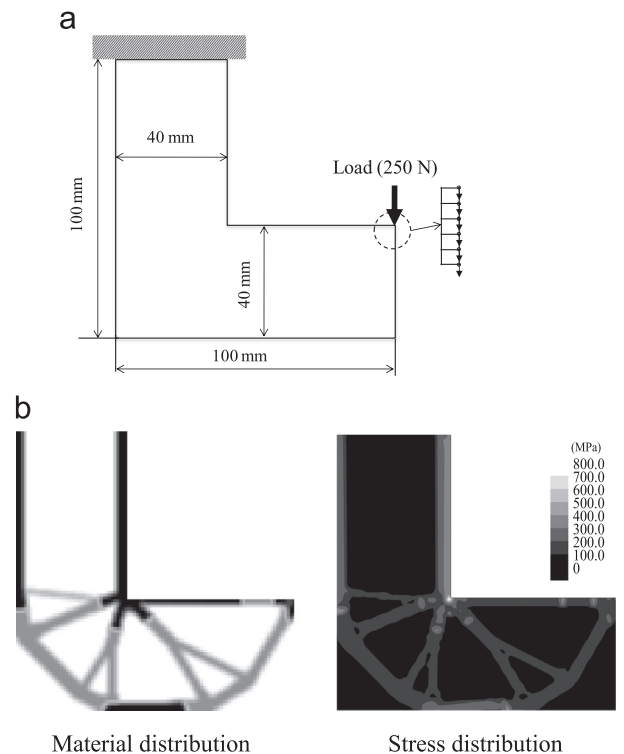 a
40 mm
Load (250 N)
100 mm
40 mm
100 mm
b
(MPa)
800.0
700.0
600.0
500.0
400.0
300.0
200.0
100.0
0
Material distribution
Stress distribution